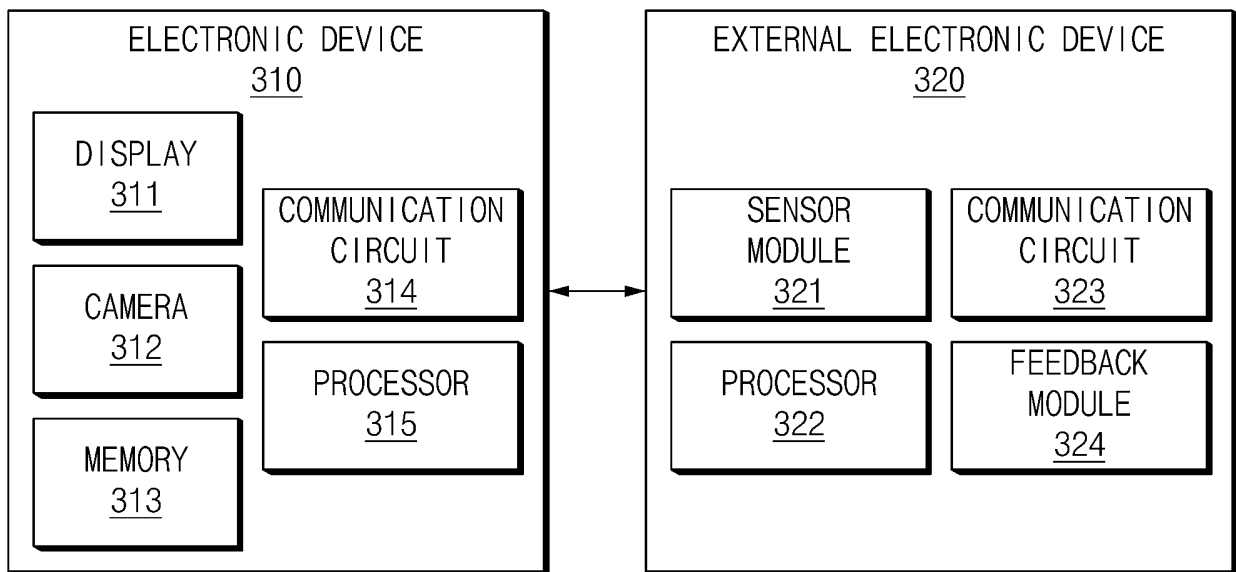 ELECTRONIC DEVICE
310
DISPLAY
311
CAMERA
312
MEMORY
313
COMMUNICATION
CIRCUIT
314
PROCESSOR
315
EXTERNAL ELECTRONIC DEVICE
320
SENSOR
MODULE
321
COMMUNICATION
CIRCUIT
323
PROCESSOR
322
FEEDBACK
MODULE
324